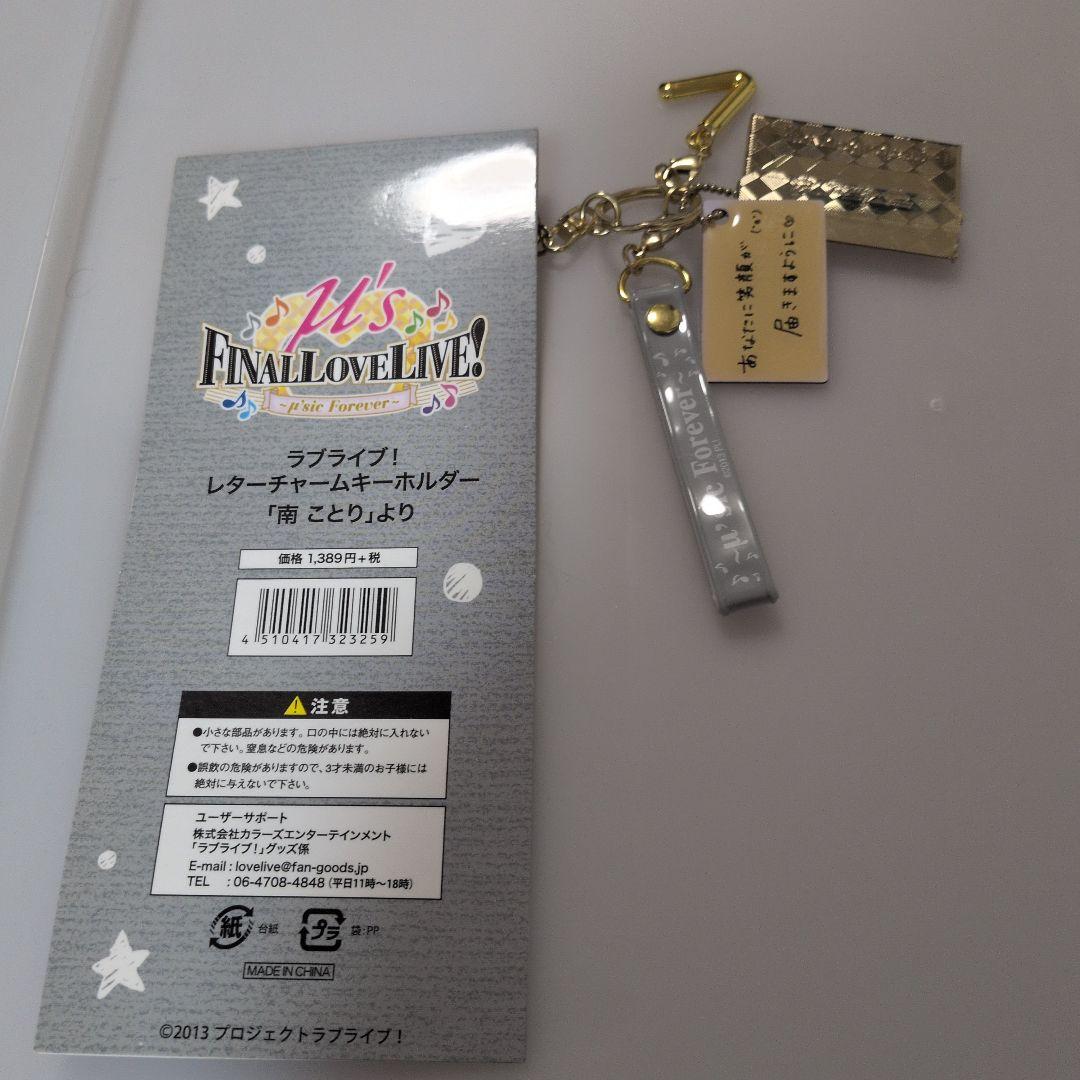 μ's
FINAL LOVELIVE!
~μ'sic Forever~
ラブライブ!
レターチャームキーホルダー
「南 ことり」より
価格 1,389円+税
4 510417 323259
注意
●小さな部品があります。口の中には絶対に入れない
で下さい。窒息などの危険があります。
●誤飲の危険がありますので、3才未満のお子様には
絶対に与えないで下さい。
ユーザーサポート
株式会社カラーズエンターテインメント
「ラブライブ!」グッズ係
E-mail : lovelive@fan-goods.jp
TEL : 06-4708-4848 (平日11時〜18時)
紙 台紙
プラ 袋:PP
MADE IN CHINA
©2013 プロジェクトラブライブ!
あなたに笑顔が
届きますように
~μ'sic Forever~